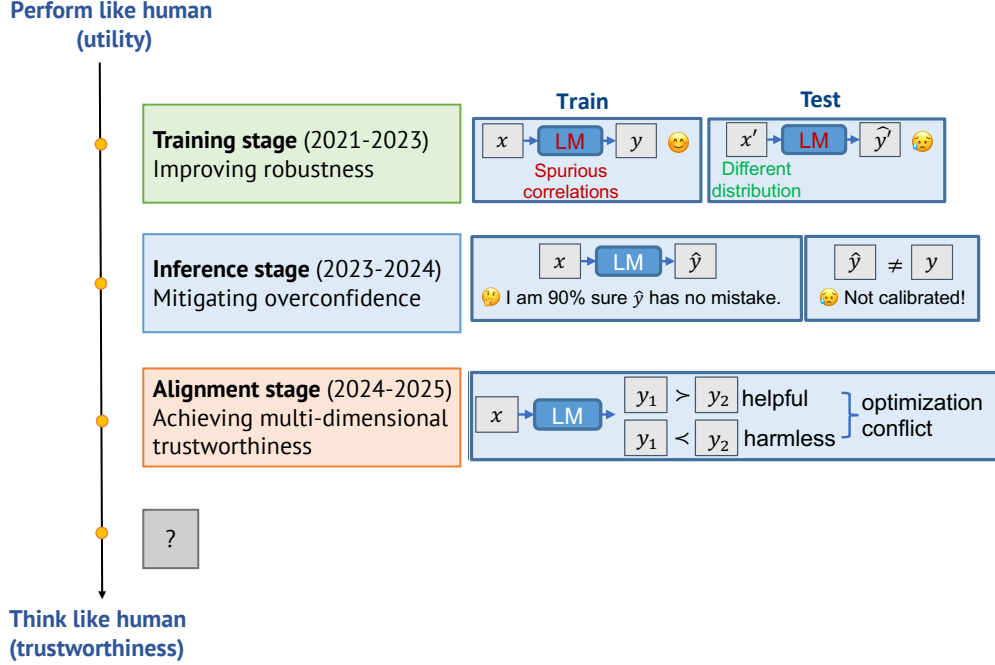 Perform like human
(utility)
Train
Test
Training stage (2021-2023)
Improving robustness
x
LM
y
Spurious
correlations
x′
LM
ŷ′
Different
distribution
Inference stage (2023-2024)
Mitigating overconfidence
x
LM
ŷ
I am 90% sure ŷ has no mistake.
ŷ ≠ y
Not calibrated!
Alignment stage (2024-2025)
Achieving multi-dimensional
trustworthiness
x
LM
y₁ ≻ y₂ helpful
y₁ ≺ y₂ harmless
optimization
conflict
?
Think like human
(trustworthiness)